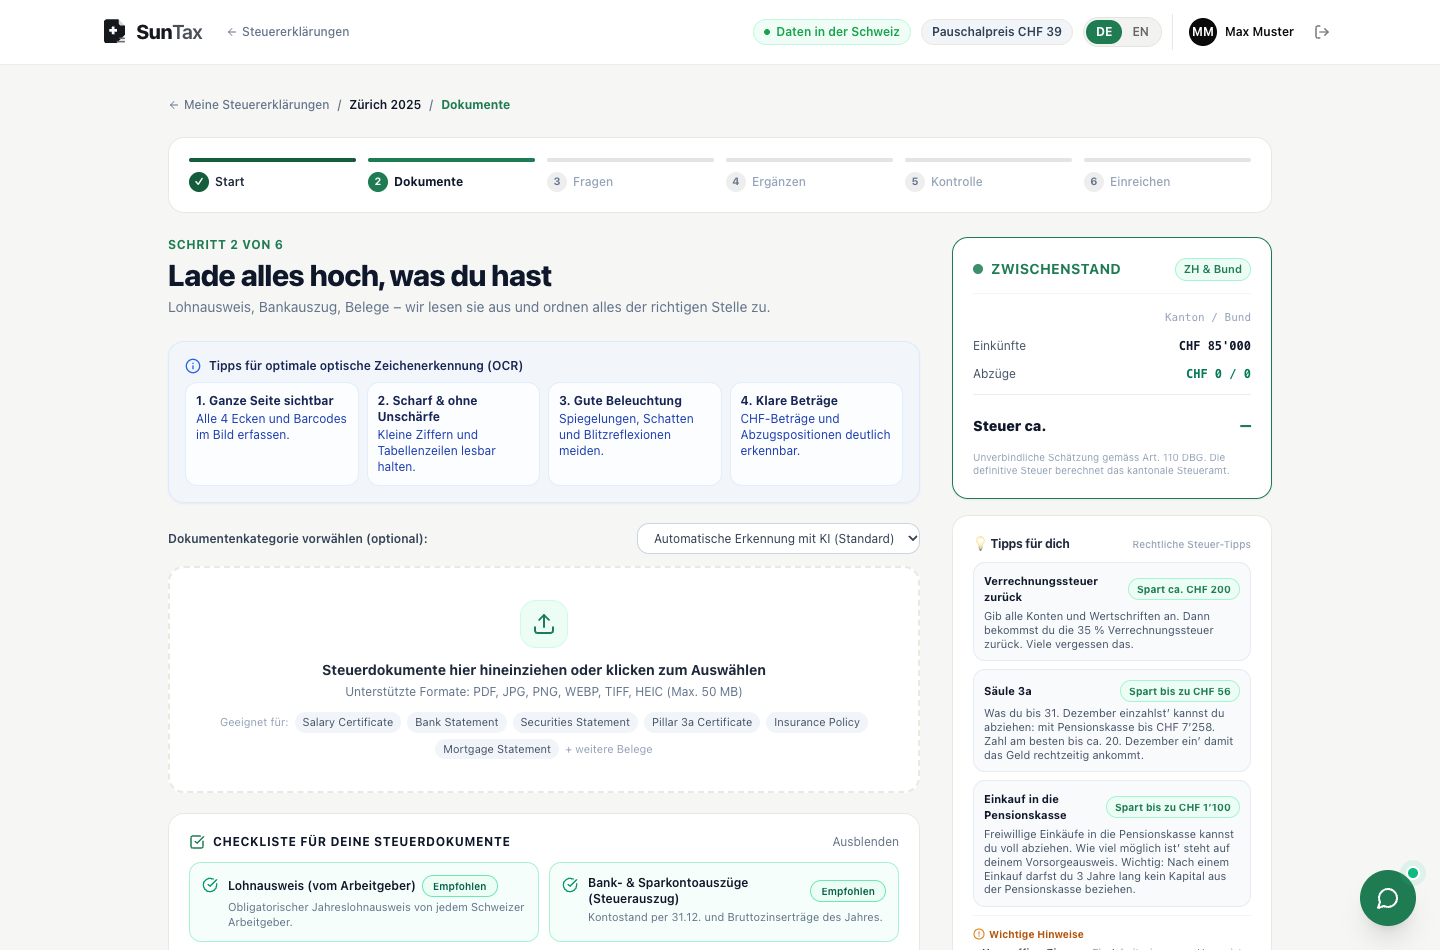 SunTax
← Steuererklärungen
Daten in der Schweiz
Pauschalpreis CHF 39
DE EN
MM Max Muster
← Meine Steuererklärungen / Zürich 2025 / Dokumente
Start
2 Dokumente
3 Fragen
4 Ergänzen
5 Kontrolle
6 Einreichen
SCHRITT 2 VON 6
Lade alles hoch, was du hast
Lohnausweis, Bankauszug, Belege – wir lesen sie aus und ordnen alles der richtigen Stelle zu.
Tipps für optimale optische Zeichenerkennung (OCR)
1. Ganze Seite sichtbar
Alle 4 Ecken und Barcodes
im Bild erfassen.
2. Scharf & ohne
Unschärfe
Kleine Ziffern und
Tabellenzeilen lesbar
halten.
3. Gute Beleuchtung
Spiegelungen, Schatten
und Blitzreflexionen
meiden.
4. Klare Beträge
CHF-Beträge und
Abzugspositionen deutlich
erkennbar.
Dokumentenkategorie vorwählen (optional):
Automatische Erkennung mit KI (Standard)
Steuerdokumente hier hineinziehen oder klicken zum Auswählen
Unterstützte Formate: PDF, JPG, PNG, WEBP, TIFF, HEIC (Max. 50 MB)
Geeignet für: Salary Certificate Bank Statement Securities Statement Pillar 3a Certificate Insurance Policy
Mortgage Statement + weitere Belege
CHECKLISTE FÜR DEINE STEUERDOKUMENTE
Ausblenden
Lohnausweis (vom Arbeitgeber) Empfohlen
Obligatorischer Jahreslohnausweis von jedem Schweizer
Arbeitgeber.
Bank- & Sparkontoauszüge
(Steuerauszug)
Empfohlen
Kontostand per 31.12. und Bruttozinserträge des Jahres.
ZWISCHENSTAND
ZH & Bund
Kanton / Bund
Einkünfte CHF 85'000
Abzüge CHF 0 / 0
Steuer ca. –
Unverbindliche Schätzung gemäss Art. 110 DBG. Die
definitive Steuer berechnet das kantonale Steueramt.
Tipps für dich
Rechtliche Steuer-Tipps
Verrechnungssteuer
zurück
Spart ca. CHF 200
Gib alle Konten und Wertschriften an. Dann
bekommst du die 35 % Verrechnungssteuer
zurück. Viele vergessen das.
Säule 3a
Spart bis zu CHF 56
Was du bis 31. Dezember einzahlst’ kannst du
abziehen: mit Pensionskasse bis CHF 7’258.
Zahl am besten bis ca. 20. Dezember ein’ damit
das Geld rechtzeitig ankommt.
Einkauf in die
Pensionskasse
Spart bis zu CHF 1’100
Freiwillige Einkäufe in die Pensionskasse kannst
du voll abziehen. Wie viel möglich ist’ steht auf
deinem Vorsorgeausweis. Wichtig: Nach einem
Einkauf darfst du 3 Jahre lang kein Kapital aus
der Pensionskasse beziehen.
Wichtige Hinweise